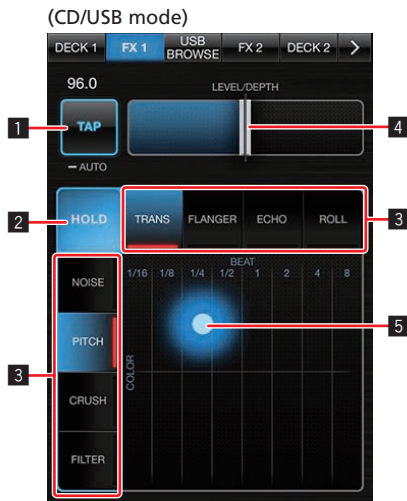 (CD/USB mode)
DECK 1 FX 1 USB BROWSE FX 2 DECK 2 >
96.0 LEVEL/DEPTH
1 TAP 4
AUTO
2 HOLD TRANS FLANGER ECHO ROLL 3
BEAT
NOISE 1/16 1/8 1/4 1/2 1 2 4 8
PITCH 5
3 COLOR
CRUSH
FILTER